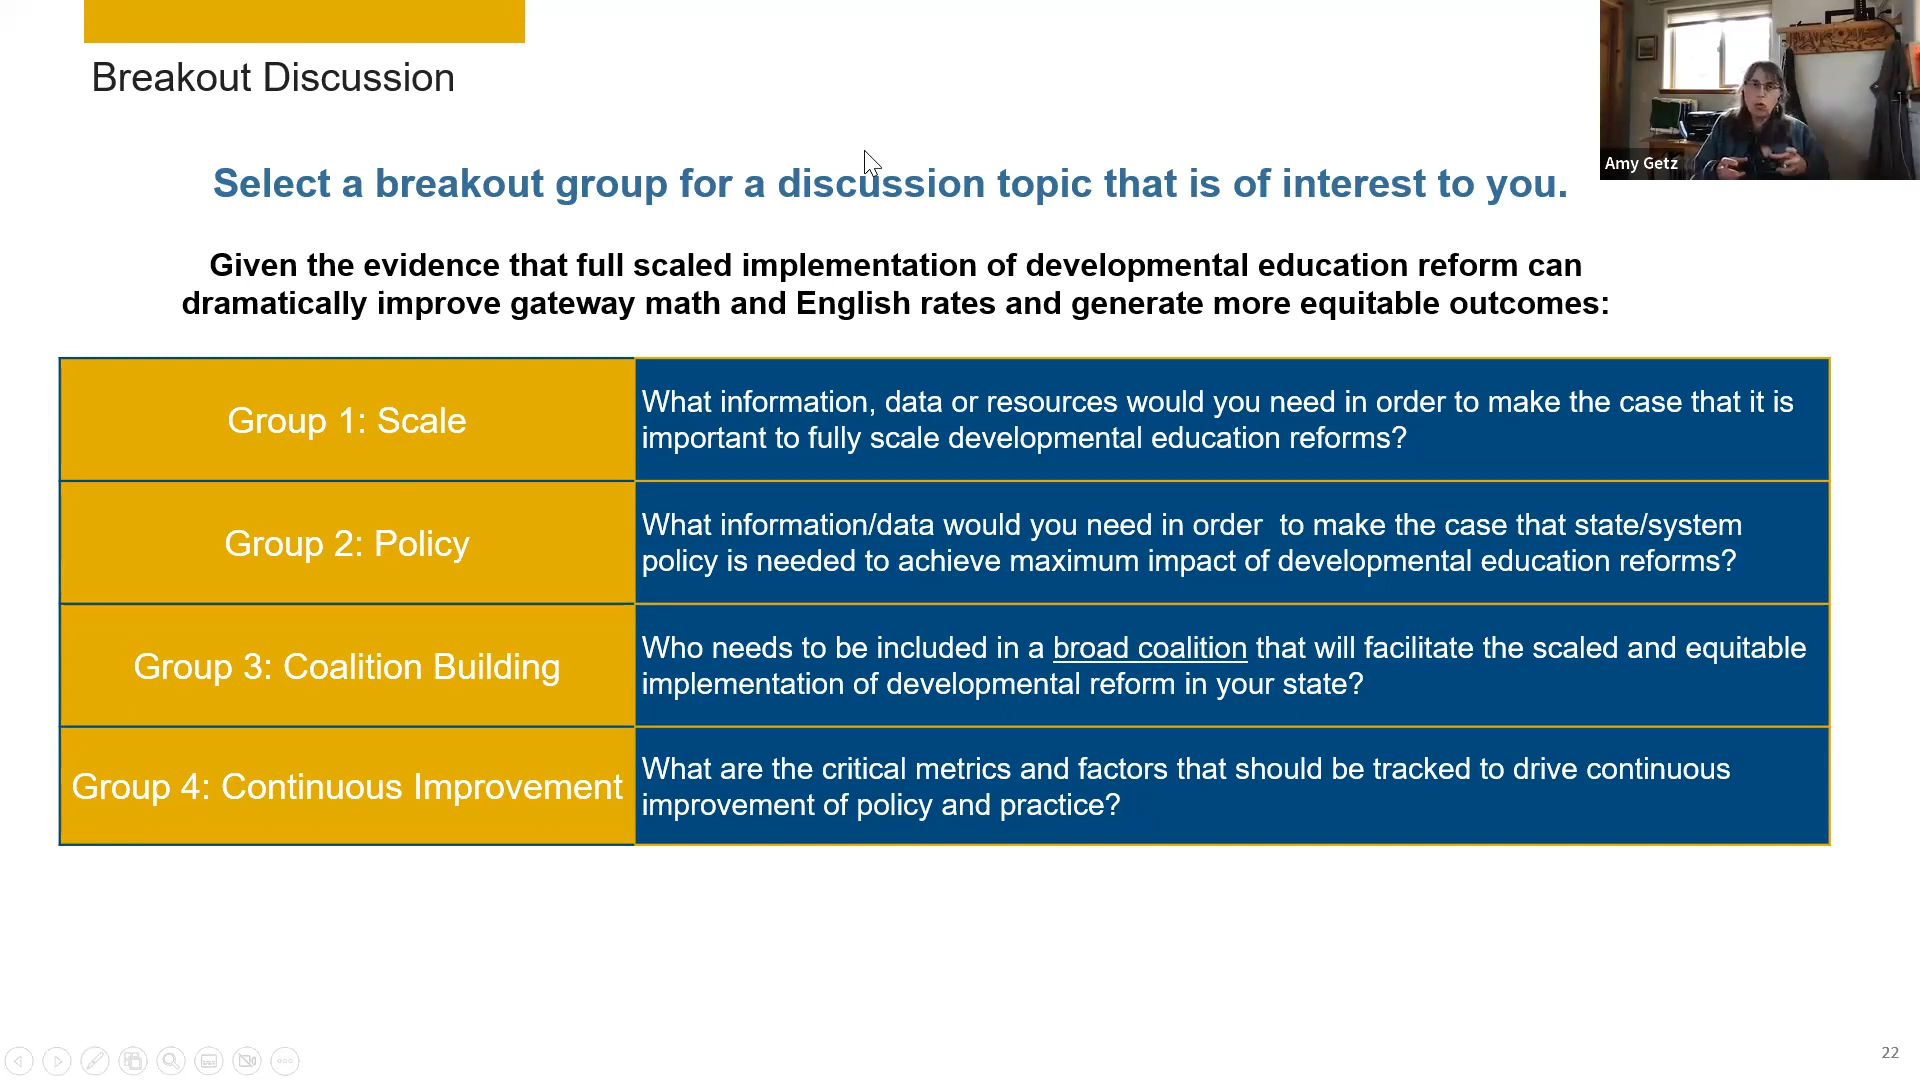 Breakout Discussion
Amy Getz
Select a breakout group for a discussion topic that is of interest to you.
Given the evidence that full scaled implementation of developmental education reform can
dramatically improve gateway math and English rates and generate more equitable outcomes:
Group 1: Scale
What information, data or resources would you need in order to make the case that it is
important to fully scale developmental education reforms?
Group 2: Policy
What information/data would you need in order  to make the case that state/system
policy is needed to achieve maximum impact of developmental education reforms?
Group 3: Coalition Building
Who needs to be included in a broad coalition that will facilitate the scaled and equitable
implementation of developmental reform in your state?
Group 4: Continuous Improvement
What are the critical metrics and factors that should be tracked to drive continuous
improvement of policy and practice?
22